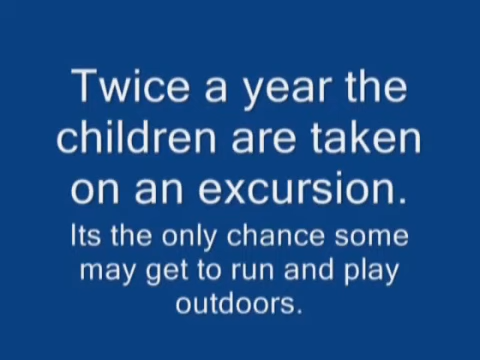 Twice a year the
children are taken
on an excursion.
Its the only chance some
may get to run and play
outdoors.